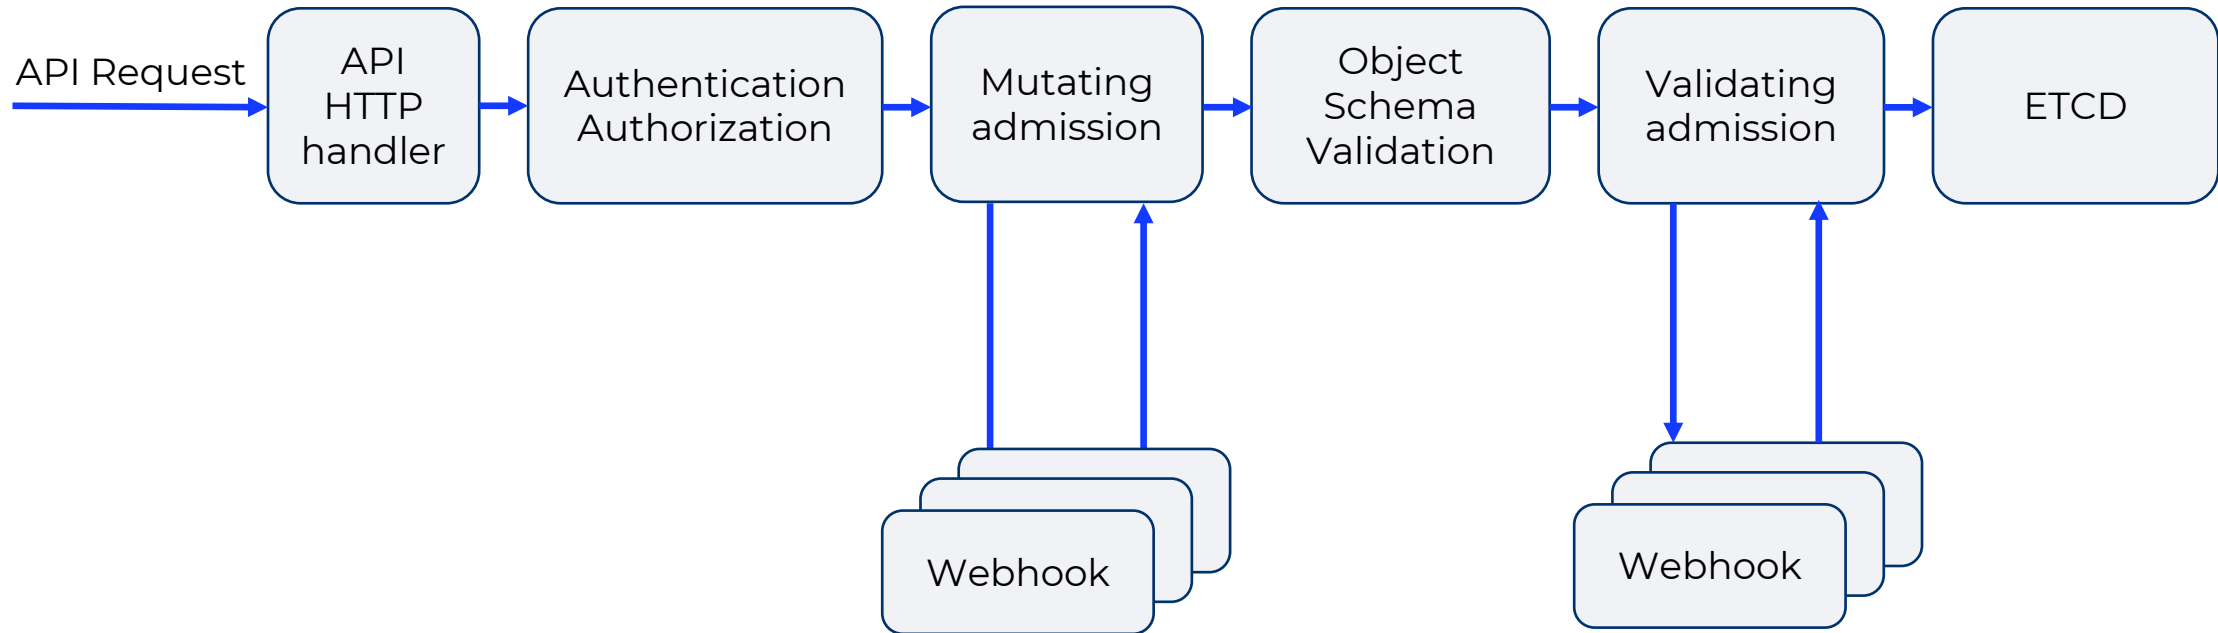 API Request
API
HTTP
handler
Authentication
Authorization
Mutating
admission
Object
Schema
Validation
Validating
admission
ETCD
Webhook
Webhook